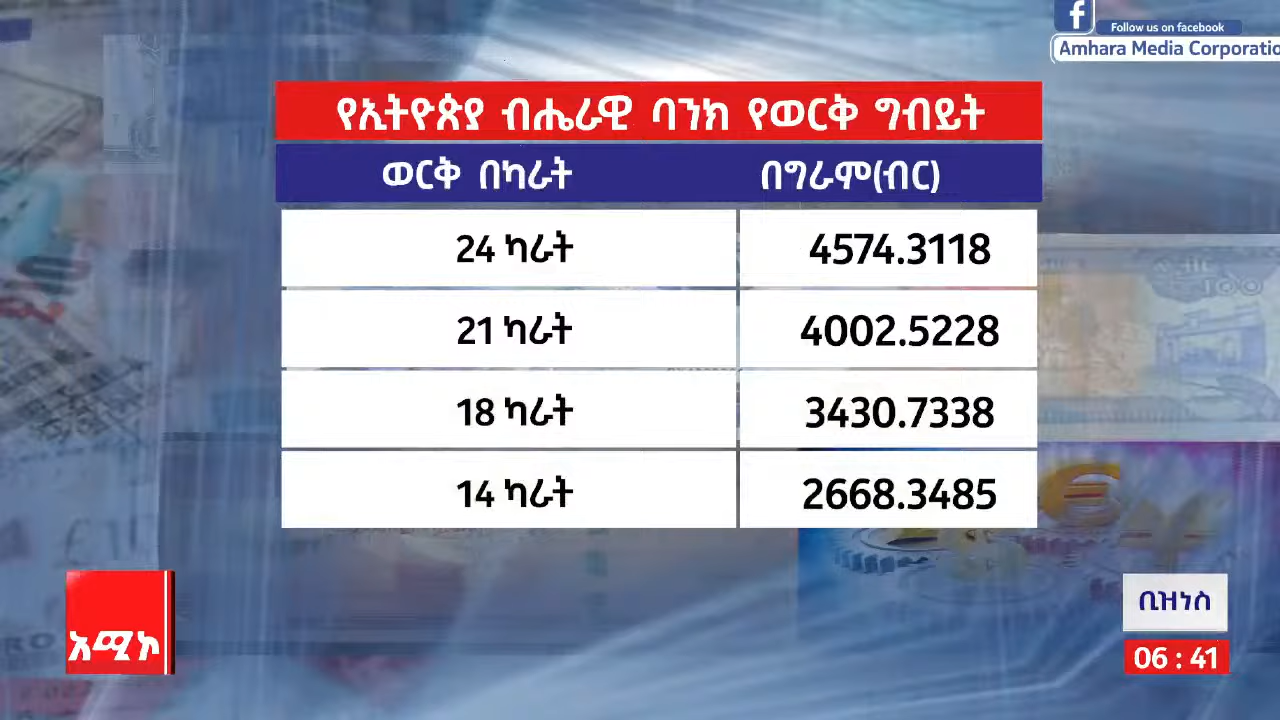 Follow us on facebook
Amhara Media Corporatio
የኢትዮጵያ ብሔራዊ ባንክ የወርቅ ግብይት
ወርቅ በካራት በግራም(ብር)
24 ካራት 4574.3118
21 ካራት 4002.5228
18 ካራት 3430.7338
14 ካራት 2668.3485
አሚኮ
ቢዝነስ
06 : 41